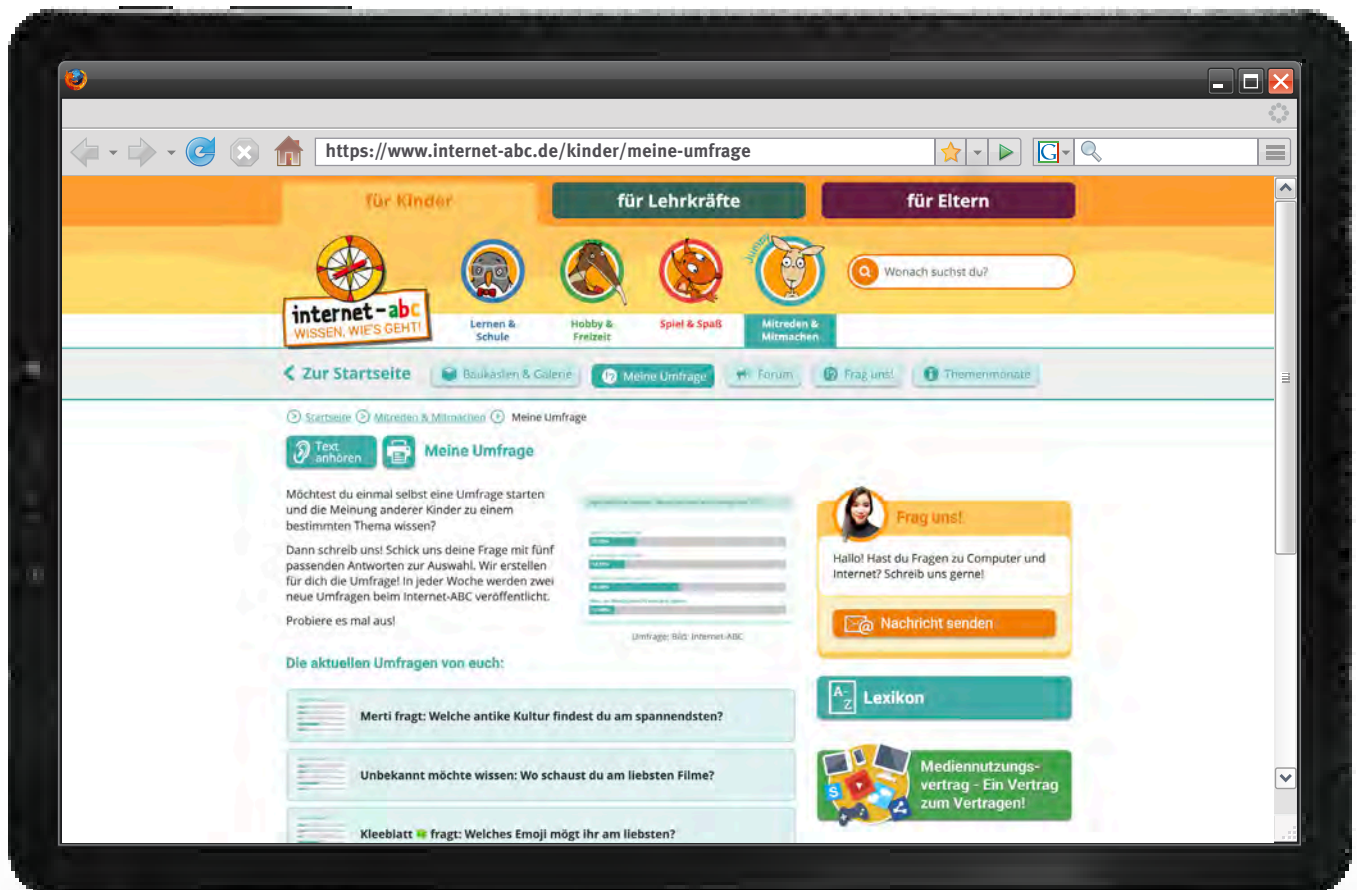 https://www.internet-abc.de/kinder/meine-umfrage
für Kinder
für Lehrkräfte
für Eltern
Jumpy
Wonach suchst du?
internet-abc
WISSEN, WIE'S GEHT!
Lernen &
Schule
Hobby &
Freizeit
Spiel & Spaß
Mitreden &
Mitmachen
Zur Startseite
Baukasten & Galerie
Meine Umfrage
Forum
Frag uns!
Themenmonate
Startseite
Mitreden & Mitmachen
Meine Umfrage
Text
anhören
Meine Umfrage
Möchtest du einmal selbst eine Umfrage starten
und die Meinung anderer Kinder zu einem
bestimmten Thema wissen?
Dann schreib uns! Schick uns deine Frage mit fünf
passenden Antworten zur Auswahl. Wir erstellen
für dich die Umfrage! In jeder Woche werden zwei
neue Umfragen beim Internet-ABC veröffentlicht.
Probiere es mal aus!
Umfrage; Bild: Internet-ABC
Die aktuellen Umfragen von euch:
Merti fragt: Welche antike Kultur findest du am spannendsten?
Unbekannt möchte wissen: Wo schaust du am liebsten Filme?
Kleeblatt 🍀 fragt: Welches Emoji mögt ihr am liebsten?
Frag uns!
Hallo! Hast du Fragen zu Computer und
Internet? Schreib uns gerne!
Nachricht senden
A-
Z
Lexikon
Mediennutzungs-
vertrag - Ein Vertrag
zum Vertragen!